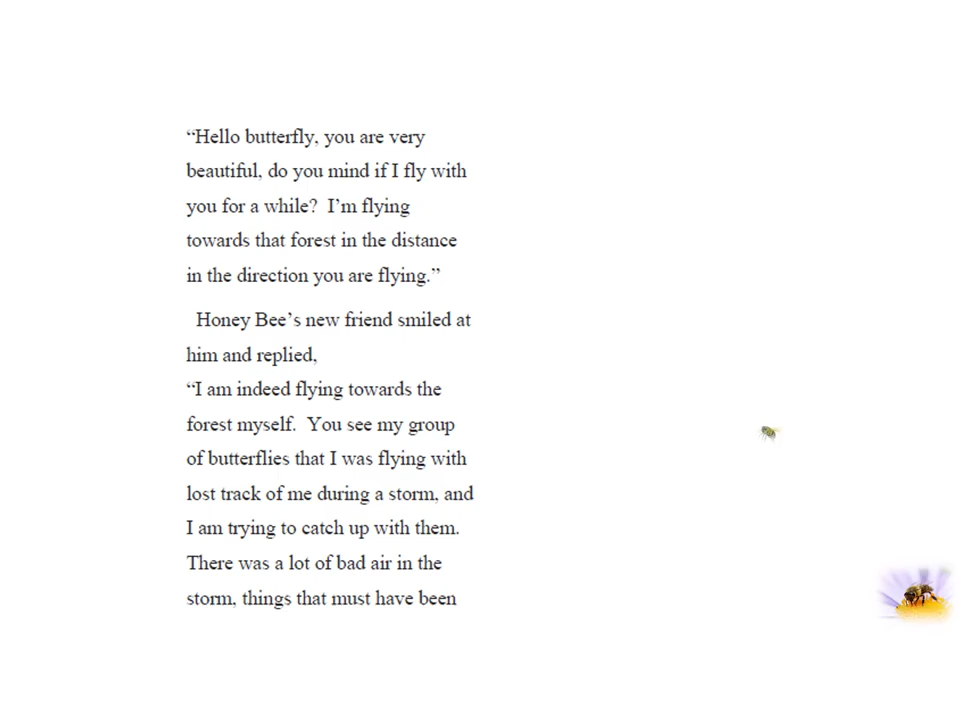 “Hello butterfly, you are very
beautiful, do you mind if I fly with
you for a while?  I’m flying
towards that forest in the distance
in the direction you are flying.”
Honey Bee’s new friend smiled at
him and replied,
“I am indeed flying towards the
forest myself.  You see my group
of butterflies that I was flying with
lost track of me during a storm, and
I am trying to catch up with them.
There was a lot of bad air in the
storm, things that must have been